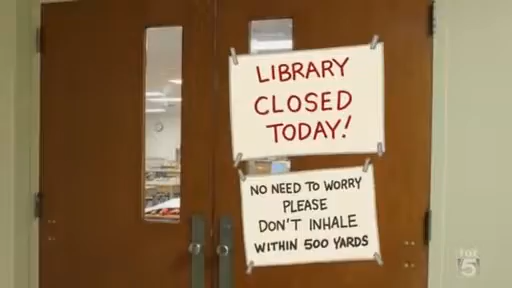 LIBRARY
CLOSED
TODAY!
NO NEED TO WORRY
PLEASE
DON'T INHALE
WITHIN 500 YARDS
FOX
5